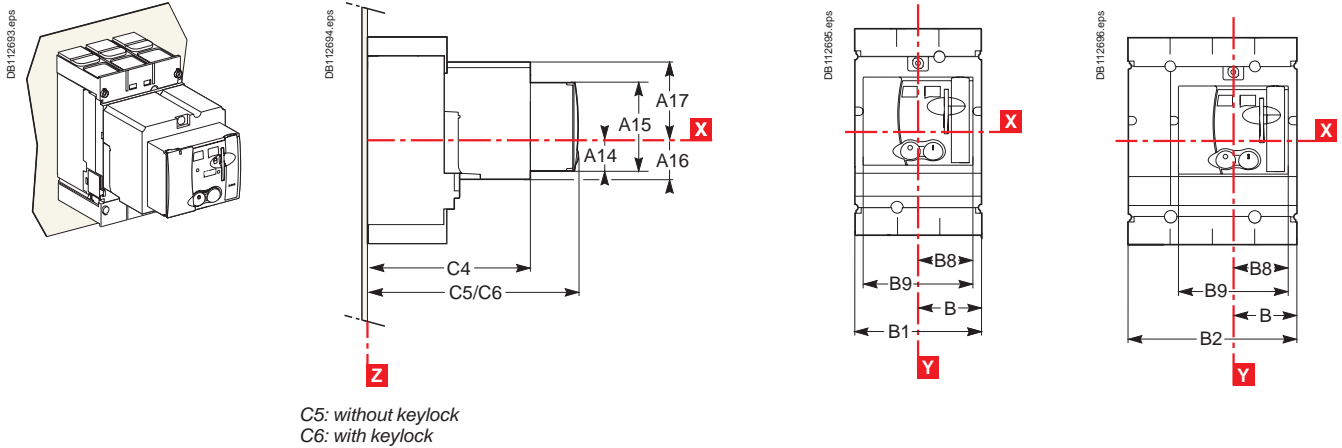 DB112693.eps
DB112694.eps
A17
A15
X
A14
A16
C4
C5/C6
Z
C5: without keylock
C6: with keylock
DB112695.eps
X
B8
B9
B
B1
Y
DB112696.eps
X
B8
B9
B
B2
Y